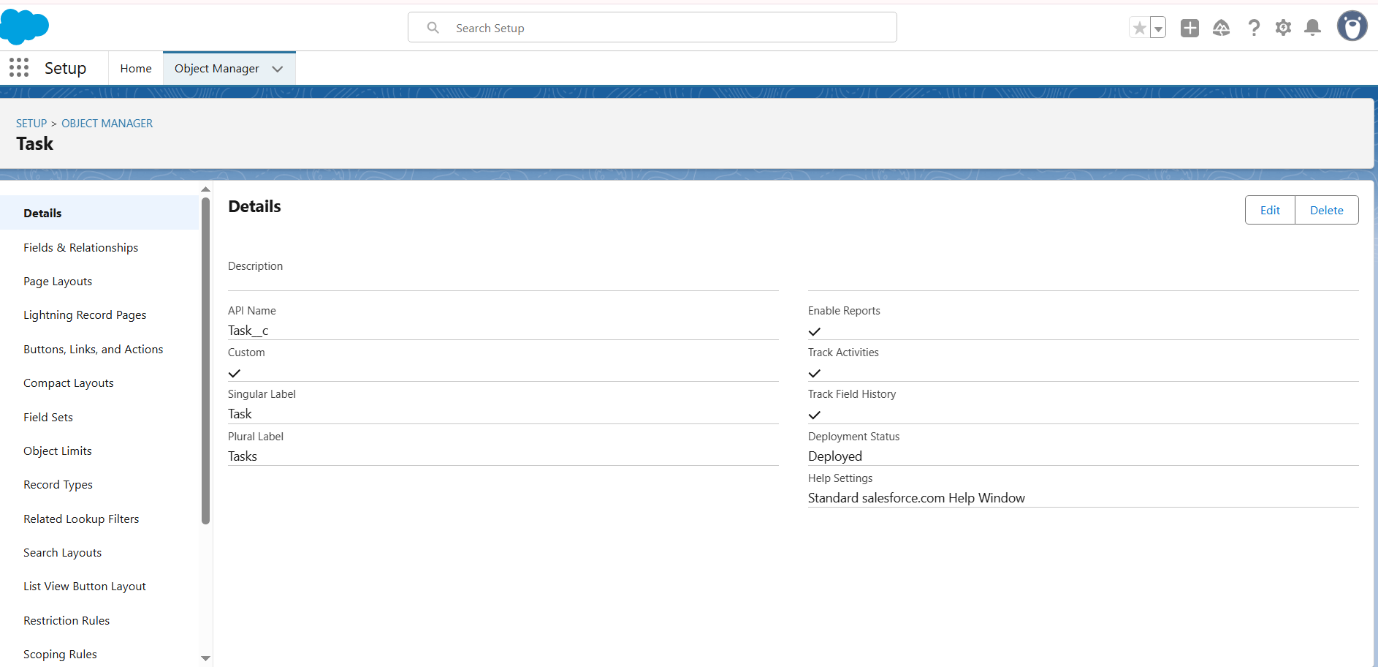 Search Setup
Setup
Home
Object Manager
SETUP > OBJECT MANAGER
Task
Details
Fields & Relationships
Page Layouts
Lightning Record Pages
Buttons, Links, and Actions
Compact Layouts
Field Sets
Object Limits
Record Types
Related Lookup Filters
Search Layouts
List View Button Layout
Restriction Rules
Scoping Rules
Details
Edit
Delete
Description
API Name
Task__c
Custom
Singular Label
Task
Plural Label
Tasks
Enable Reports
Track Activities
Track Field History
Deployment Status
Deployed
Help Settings
Standard salesforce.com Help Window